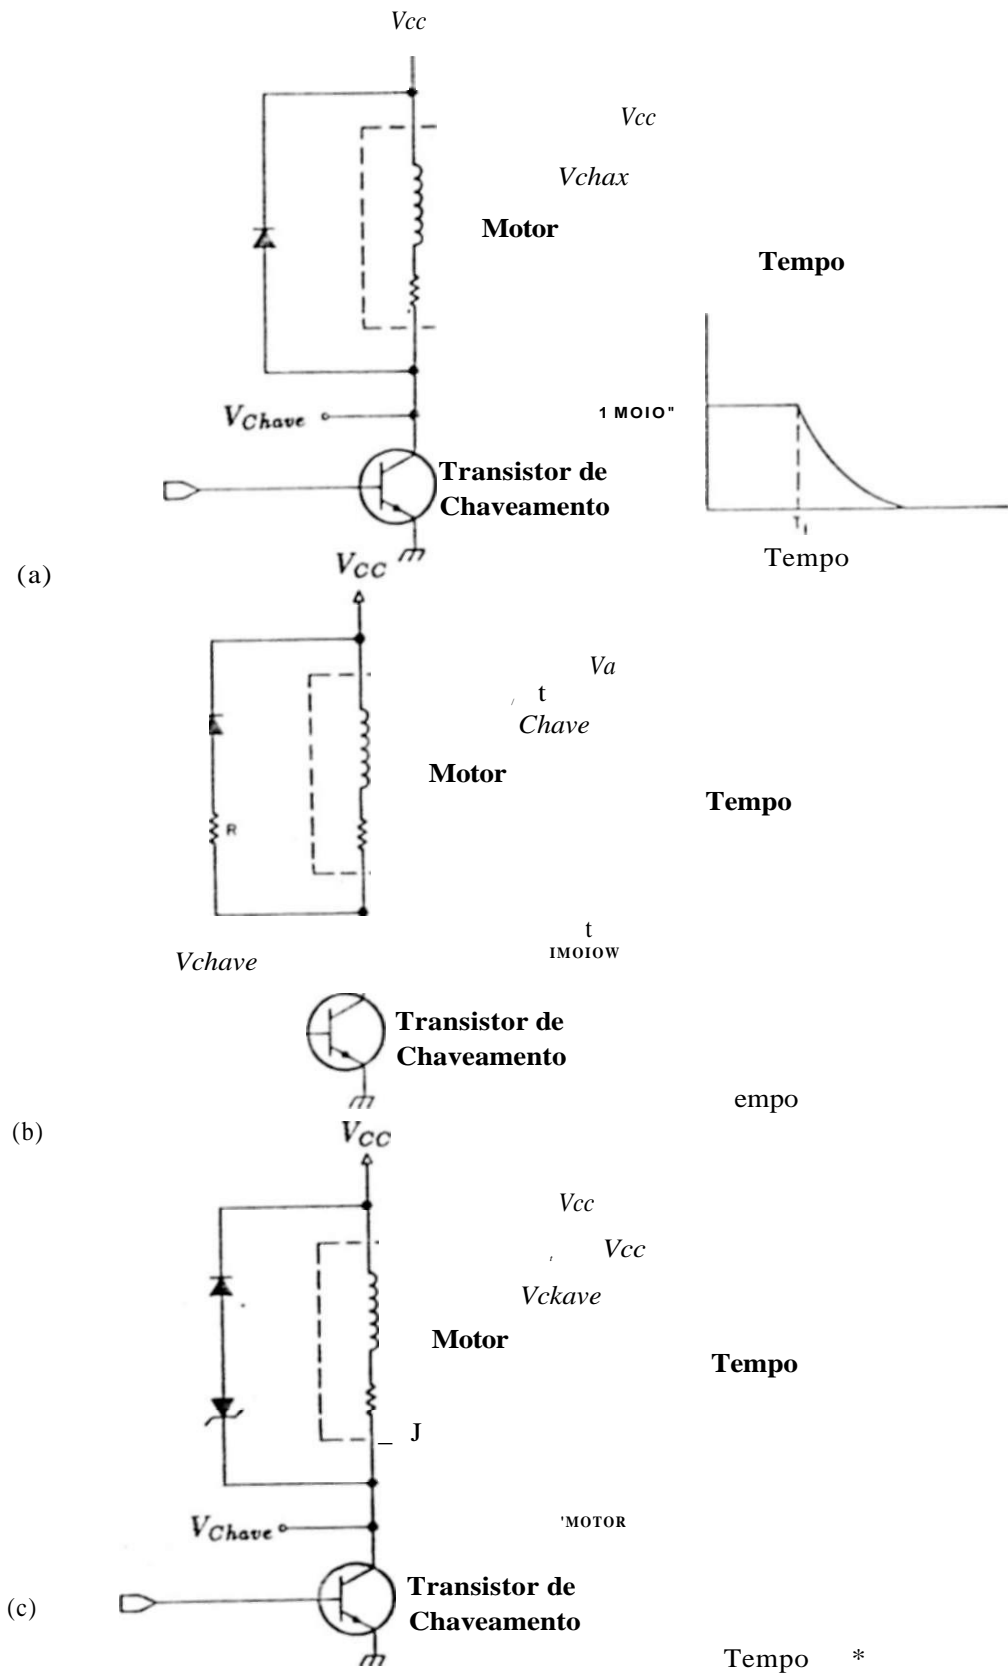 Vcc
Vcc
Vchax
Motor
Tempo
VChave
1 MOIO"
Transistor de
Chaveamento
T1
Tempo
(a)
VCC
Va
t
Chave
Motor
Tempo
R
t
IMOIOW
Vchave
Transistor de
Chaveamento
empo
(b)
VCC
Vcc
Vcc
Vckave
Motor
Tempo
_ J
VChave
'MOTOR
Transistor de
Chaveamento
(c)
Tempo *